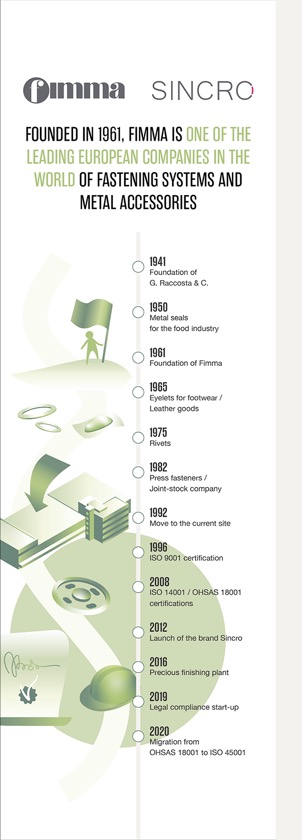 fimma SINCRO
FOUNDED IN 1961, FIMMA IS ONE OF THE
LEADING EUROPEAN COMPANIES IN THE
WORLD OF FASTENING SYSTEMS AND
METAL ACCESSORIES
1941
Foundation of
G. Raccosta & C.
1950
Metal seals
for the food industry
1961
Foundation of Fimma
1965
Eyelets for footwear /
Leather goods
1975
Rivets
1982
Press fasteners /
Joint-stock company
1992
Move to the current site
1996
ISO 9001 certification
2008
ISO 14001 / OHSAS 18001
certifications
2012
Launch of the brand Sincro
2016
Precious finishing plant
2019
Legal compliance start-up
2020
Migration from
OHSAS 18001 to ISO 45001